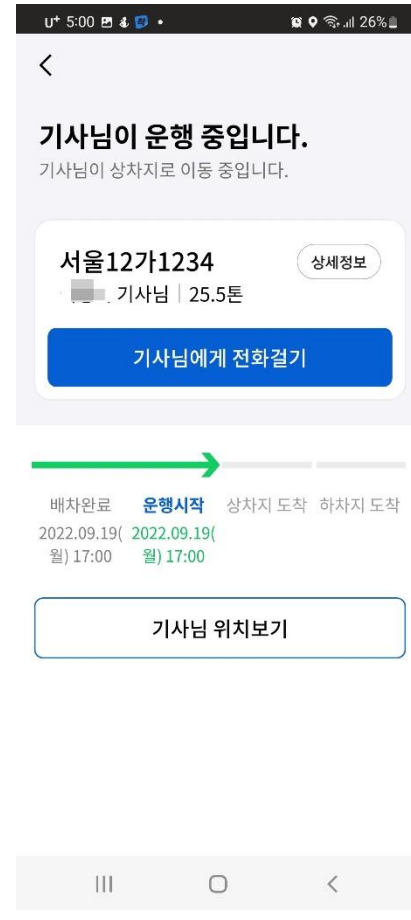 U+ 5:00 26%
기사님이 운행 중입니다.
기사님이 상차지로 이동 중입니다.
서울12가1234
상세정보
기사님 | 25.5톤
기사님에게 전화걸기
배차완료 운행시작 상차지 도착 하차지 도착
2022.09.19( 2022.09.19(
월) 17:00 월) 17:00
기사님 위치보기